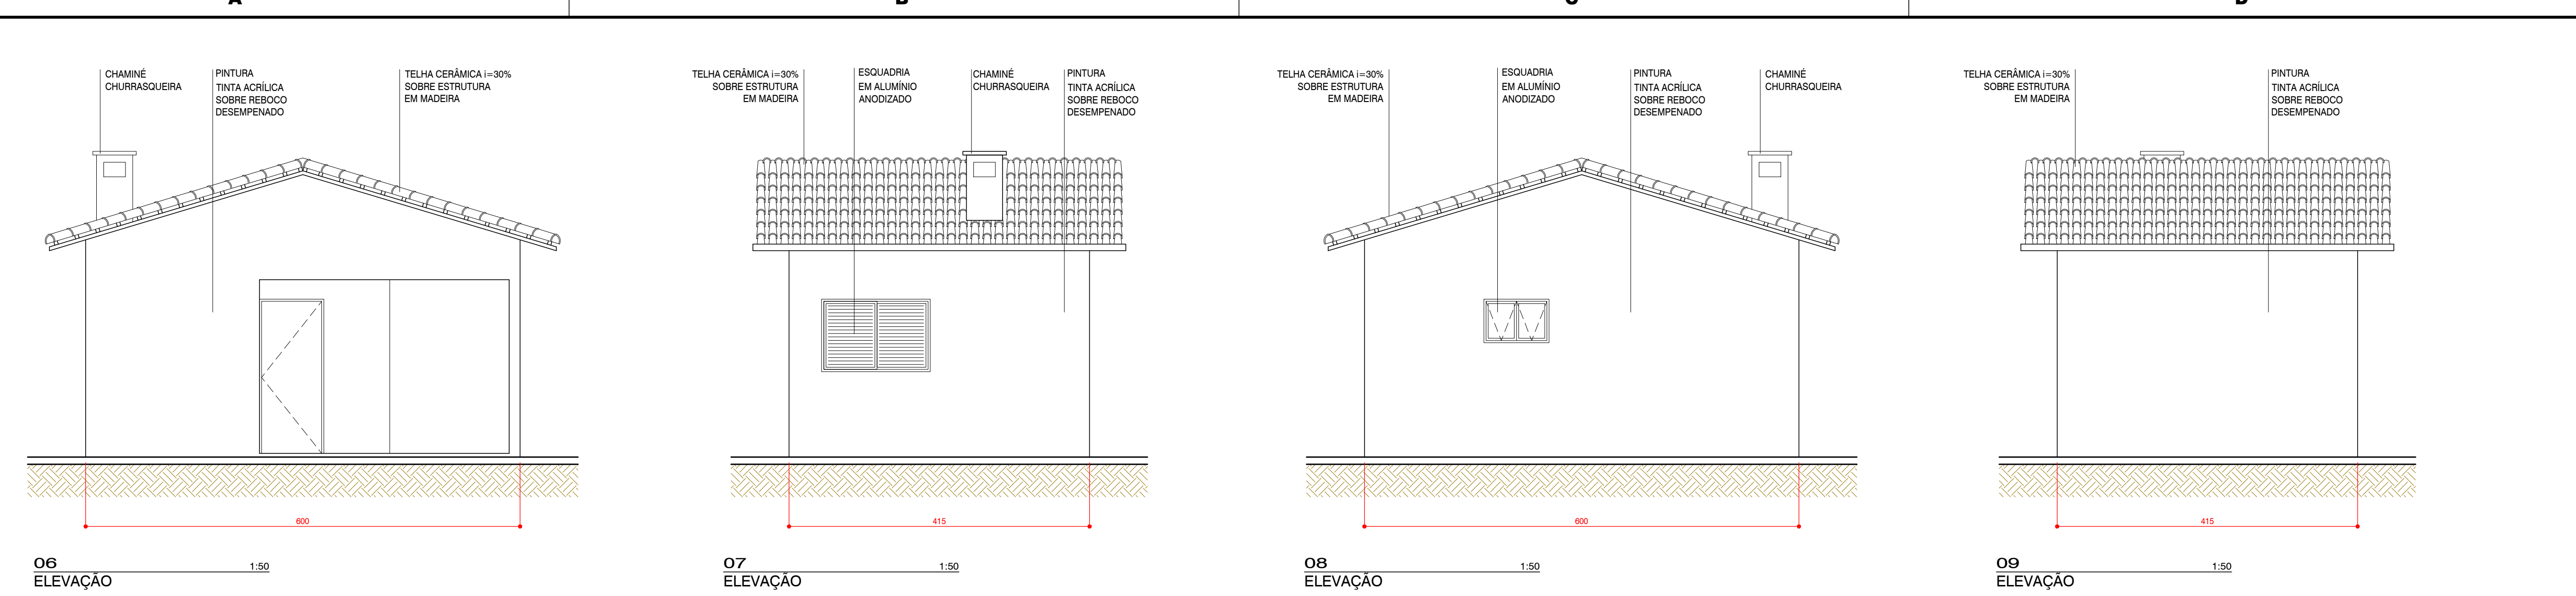 A
B
C
D
CHAMINÉ
CHURRASQUEIRA
PINTURA
TINTA ACRÍLICA
SOBRE REBOCO
DESEMPENADO
TELHA CERÂMICA i=30%
SOBRE ESTRUTURA
EM MADEIRA
600
06
1:50
ELEVAÇÃO
TELHA CERÂMICA i=30%
SOBRE ESTRUTURA
EM MADEIRA
ESQUADRIA
EM ALUMÍNIO
ANODIZADO
CHAMINÉ
CHURRASQUEIRA
PINTURA
TINTA ACRÍLICA
SOBRE REBOCO
DESEMPENADO
415
07
1:50
ELEVAÇÃO
TELHA CERÂMICA i=30%
SOBRE ESTRUTURA
EM MADEIRA
ESQUADRIA
EM ALUMÍNIO
ANODIZADO
PINTURA
TINTA ACRÍLICA
SOBRE REBOCO
DESEMPENADO
CHAMINÉ
CHURRASQUEIRA
600
08
1:50
ELEVAÇÃO
TELHA CERÂMICA i=30%
SOBRE ESTRUTURA
EM MADEIRA
PINTURA
TINTA ACRÍLICA
SOBRE REBOCO
DESEMPENADO
415
09
1:50
ELEVAÇÃO